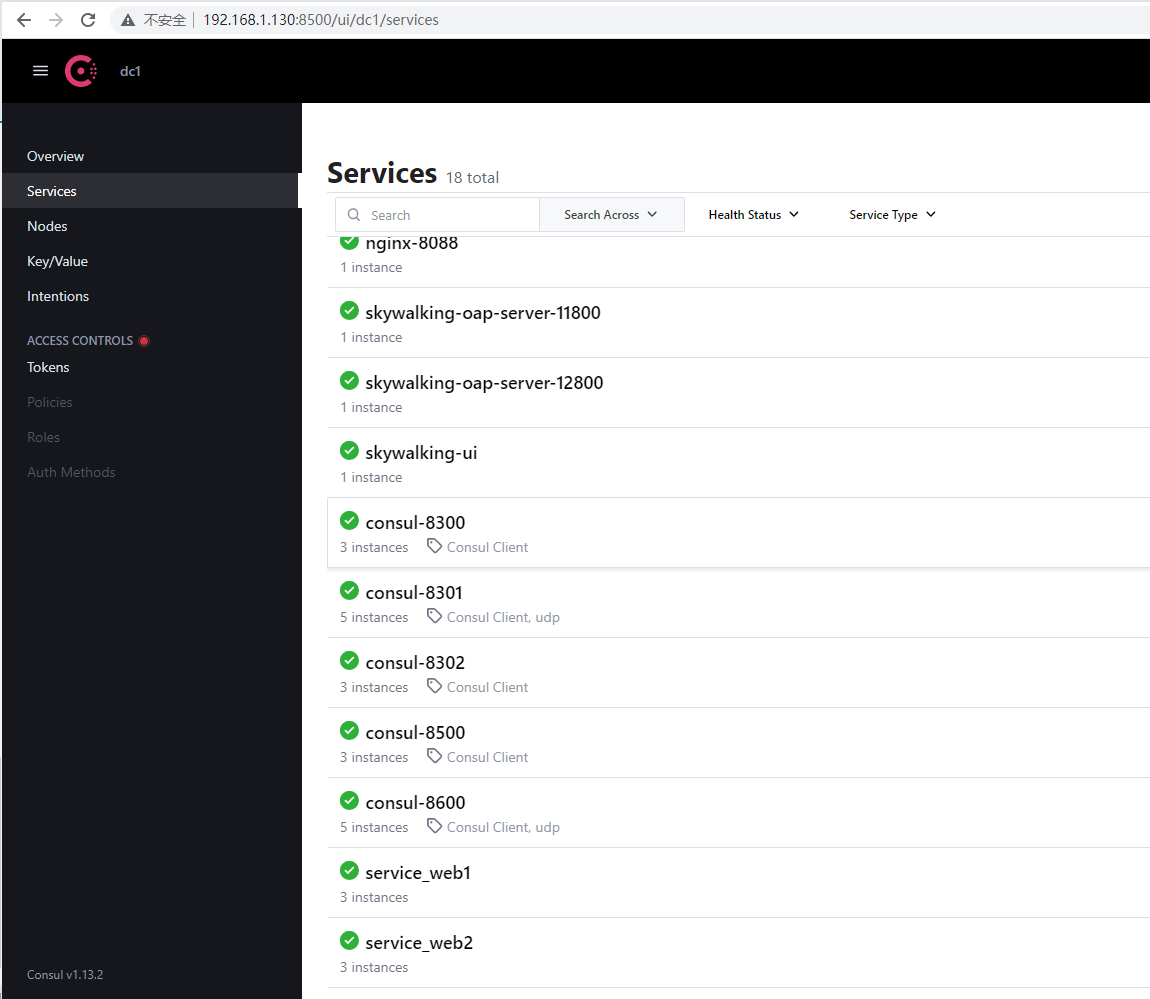 不安全 192.168.1.130:8500/ui/dc1/services
dc1
Overview
Services
Nodes
Key/Value
Intentions
ACCESS CONTROLS
Tokens
Policies
Roles
Auth Methods
Consul v1.13.2
Services 18 total
Search Search Across Health Status Service Type
nginx-8088
1 instance
skywalking-oap-server-11800
1 instance
skywalking-oap-server-12800
1 instance
skywalking-ui
1 instance
consul-8300
3 instances Consul Client
consul-8301
5 instances Consul Client, udp
consul-8302
3 instances Consul Client
consul-8500
3 instances Consul Client
consul-8600
5 instances Consul Client, udp
service_web1
3 instances
service_web2
3 instances